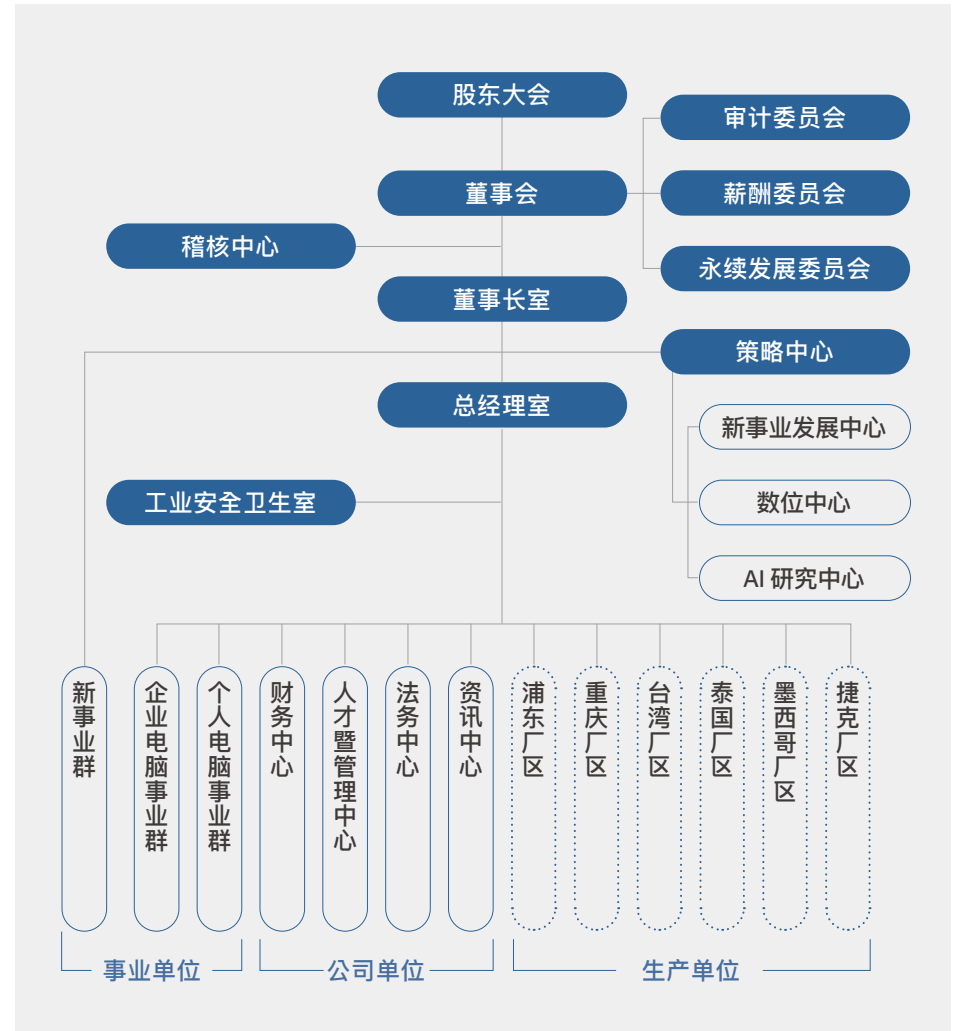 股东大会
审计委员会
董事会
薪酬委员会
稽核中心
永续发展委员会
董事长室
策略中心
总经理室
新事业发展中心
工业安全卫生室
数位中心
AI 研究中心
新事业群
企业电脑事业群
个人电脑事业群
财务中心
人才暨管理中心
法务中心
资讯中心
浦东厂区
重庆厂区
台湾厂区
泰国厂区
墨西哥厂区
捷克厂区
事业单位
公司单位
生产单位